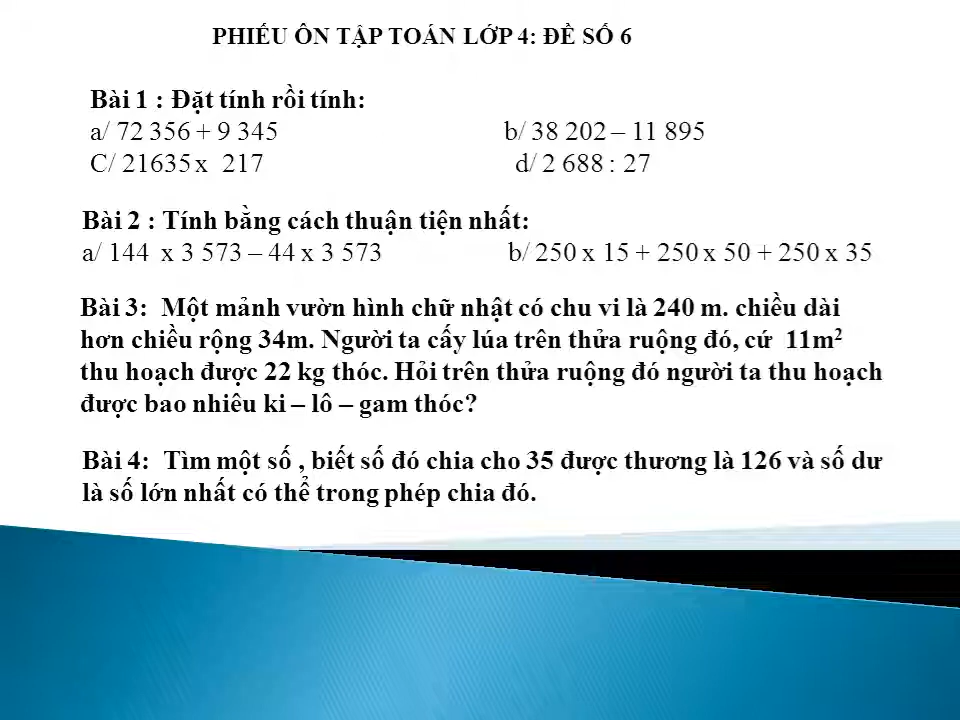 PHIẾU ÔN TẬP TOÁN LỚP 4: ĐỀ SỐ 6
Bài 1 : Đặt tính rồi tính:
a/ 72 356 + 9 345 b/ 38 202 – 11 895
C/ 21635 x 217 d/ 2 688 : 27
Bài 2 : Tính bằng cách thuận tiện nhất:
a/ 144 x 3 573 – 44 x 3 573 b/ 250 x 15 + 250 x 50 + 250 x 35
Bài 3: Một mảnh vườn hình chữ nhật có chu vi là 240 m. chiều dài
hơn chiều rộng 34m. Người ta cấy lúa trên thửa ruộng đó, cứ 11m²
thu hoạch được 22 kg thóc. Hỏi trên thửa ruộng đó người ta thu hoạch
được bao nhiêu ki – lô – gam thóc?
Bài 4: Tìm một số , biết số đó chia cho 35 được thương là 126 và số dư
là số lớn nhất có thể trong phép chia đó.